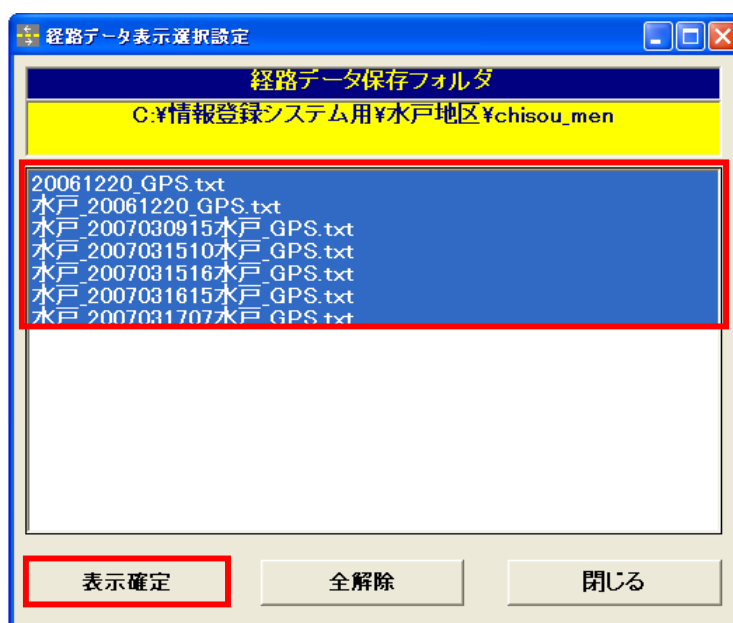 経路データ表示選択設定
経路データ保存フォルダ
C:¥情報登録システム用¥水戸地区¥chisou_men
20061220_GPS.txt
水戸_20061220_GPS.txt
水戸_2007030915水戸_GPS.txt
水戸_2007031510水戸_GPS.txt
水戸_2007031516水戸_GPS.txt
水戸_2007031615水戸_GPS.txt
水戸_2007031707水戸_GPS.txt
表示確定 全解除 閉じる